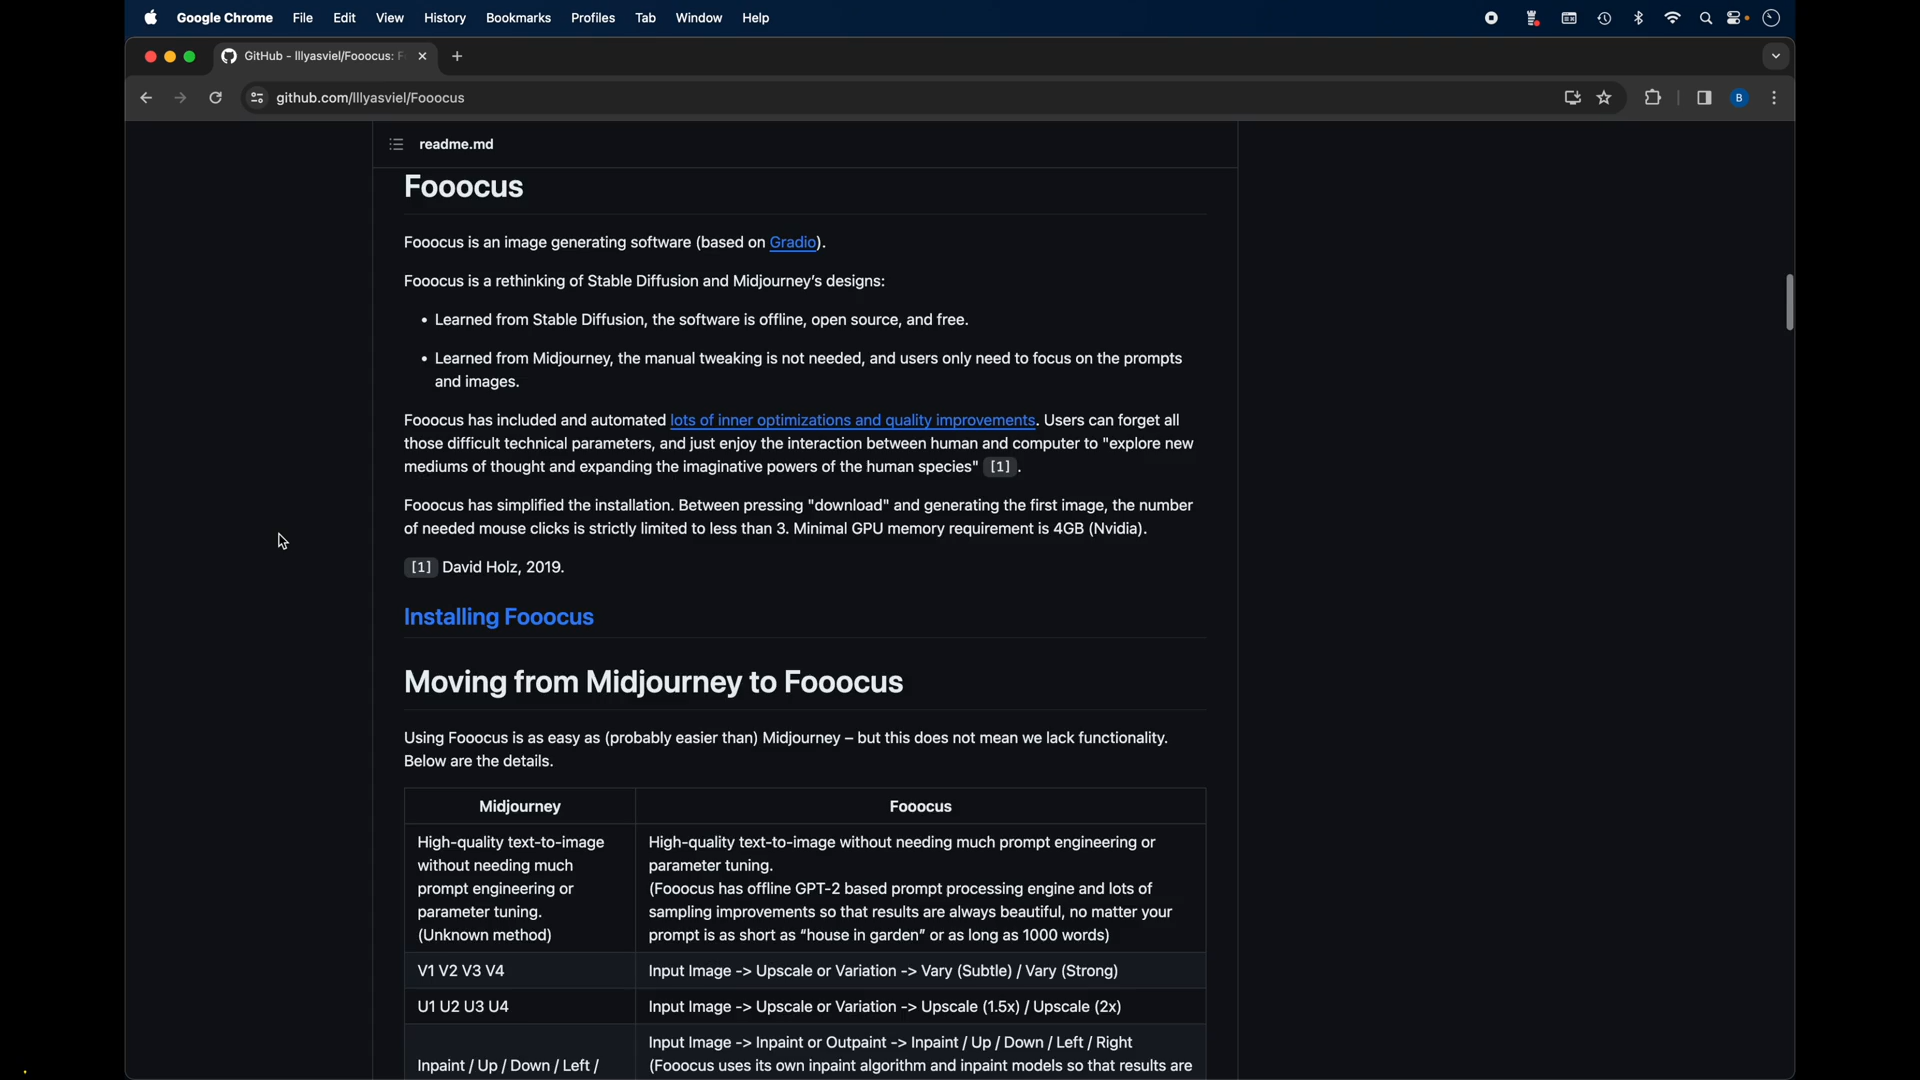 Google Chrome File Edit View History Bookmarks Profiles Tab Window Help
GitHub - lllyasviel/Fooocus: F
github.com/lllyasviel/Fooocus
B
readme.md
Fooocus
Fooocus is an image generating software (based on Gradio).
Fooocus is a rethinking of Stable Diffusion and Midjourney's designs:
• Learned from Stable Diffusion, the software is offline, open source, and free.
• Learned from Midjourney, the manual tweaking is not needed, and users only need to focus on the prompts
and images.
Fooocus has included and automated lots of inner optimizations and quality improvements. Users can forget all
those difficult technical parameters, and just enjoy the interaction between human and computer to "explore new
mediums of thought and expanding the imaginative powers of the human species" [1].
Fooocus has simplified the installation. Between pressing "download" and generating the first image, the number
of needed mouse clicks is strictly limited to less than 3. Minimal GPU memory requirement is 4GB (Nvidia).
[1] David Holz, 2019.
Installing Fooocus
Moving from Midjourney to Fooocus
Using Fooocus is as easy as (probably easier than) Midjourney – but this does not mean we lack functionality.
Below are the details.
Midjourney
Fooocus
High-quality text-to-image
without needing much
prompt engineering or
parameter tuning.
(Unknown method)
High-quality text-to-image without needing much prompt engineering or
parameter tuning.
(Fooocus has offline GPT-2 based prompt processing engine and lots of
sampling improvements so that results are always beautiful, no matter your
prompt is as short as “house in garden” or as long as 1000 words)
V1 V2 V3 V4
Input Image -> Upscale or Variation -> Vary (Subtle) / Vary (Strong)
U1 U2 U3 U4
Input Image -> Upscale or Variation -> Upscale (1.5x) / Upscale (2x)
Inpaint / Up / Down / Left /
Input Image -> Inpaint or Outpaint -> Inpaint / Up / Down / Left / Right
(Fooocus uses its own inpaint algorithm and inpaint models so that results are